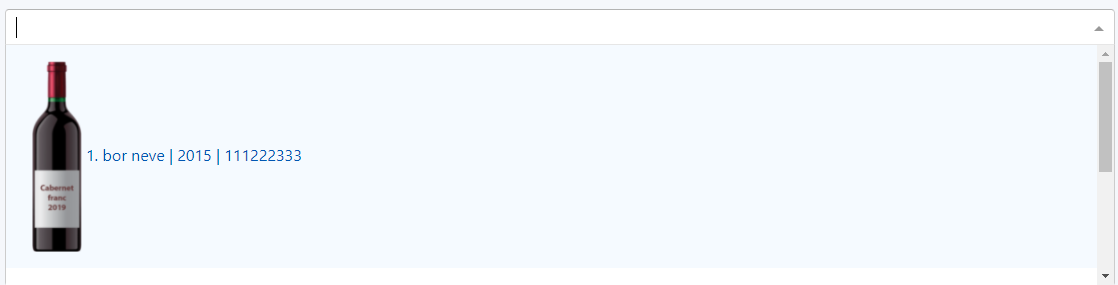 1. bor neve | 2015 | 111222333
Cabernet
franc
2019